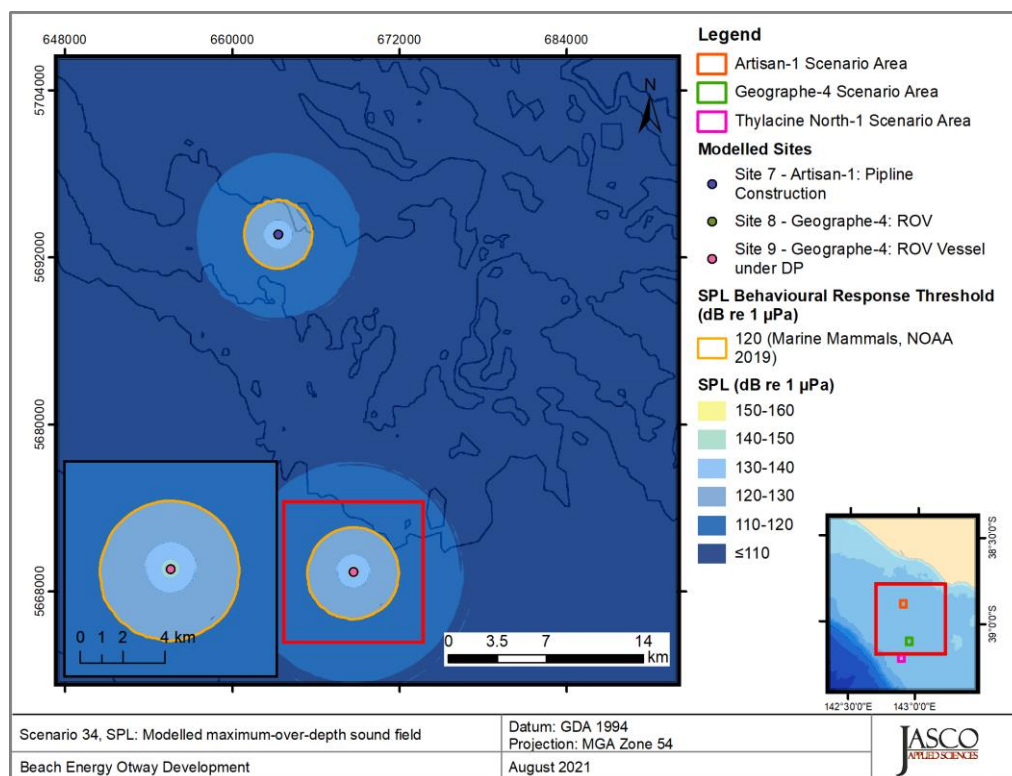 648000
660000
672000
684000
5704000
5692000
5680000
5668000
N
0 1 2 4 km
0 3.5 7 14
km
Legend
Artisan-1 Scenario Area
Geographe-4 Scenario Area
Thylacine North-1 Scenario Area
Modelled Sites
Site 7 - Artisan-1: Pipline
Construction
Site 8 - Geographe-4: ROV
Site 9 - Geographe-4: ROV Vessel
under DP
SPL Behavioural Response Threshold
(dB re 1 µPa)
120 (Marine Mammals, NOAA
2019)
SPL (dB re 1 µPa)
150-160
140-150
130-140
120-130
110-120
≤110
38°30'0"S
39°0'0"S
142°30'0"E
143°0'0"E
Scenario 34, SPL: Modelled maximum-over-depth sound field
Datum: GDA 1994
Projection: MGA Zone 54
Beach Energy Otway Development
August 2021
JASCO
APPLIED SCIENCES